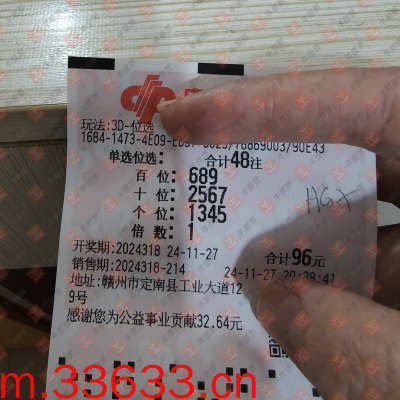 玩法:3D-位选
单选位选: 合计48注
百 位: 689
十 位: 2567
个 位: 1345
倍 数: 1
HGX
开奖期:2024318 24-11-27 合计96元
销售期:2024318-214 24-11-27 20:39:41
地址:赣州市定南县工业大道12
9号
感谢您为公益事业贡献32.64元
m.33633.cn